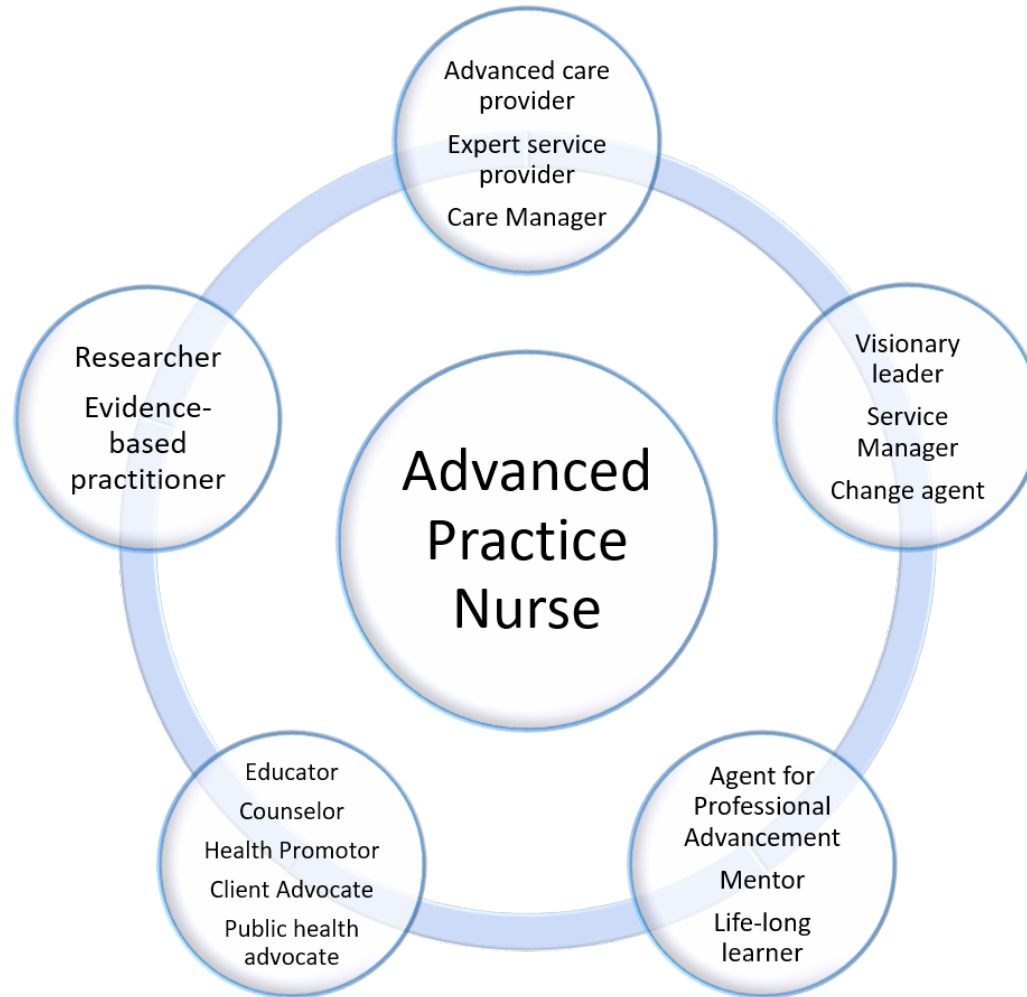 Advanced care
provider
Expert service
provider
Care Manager
Visionary
leader
Service
Manager
Change agent
Agent for
Professional
Advancement
Mentor
Life-long
learner
Educator
Counselor
Health Promotor
Client Advocate
Public health
advocate
Researcher
Evidence-
based
practitioner
Advanced
Practice
Nurse